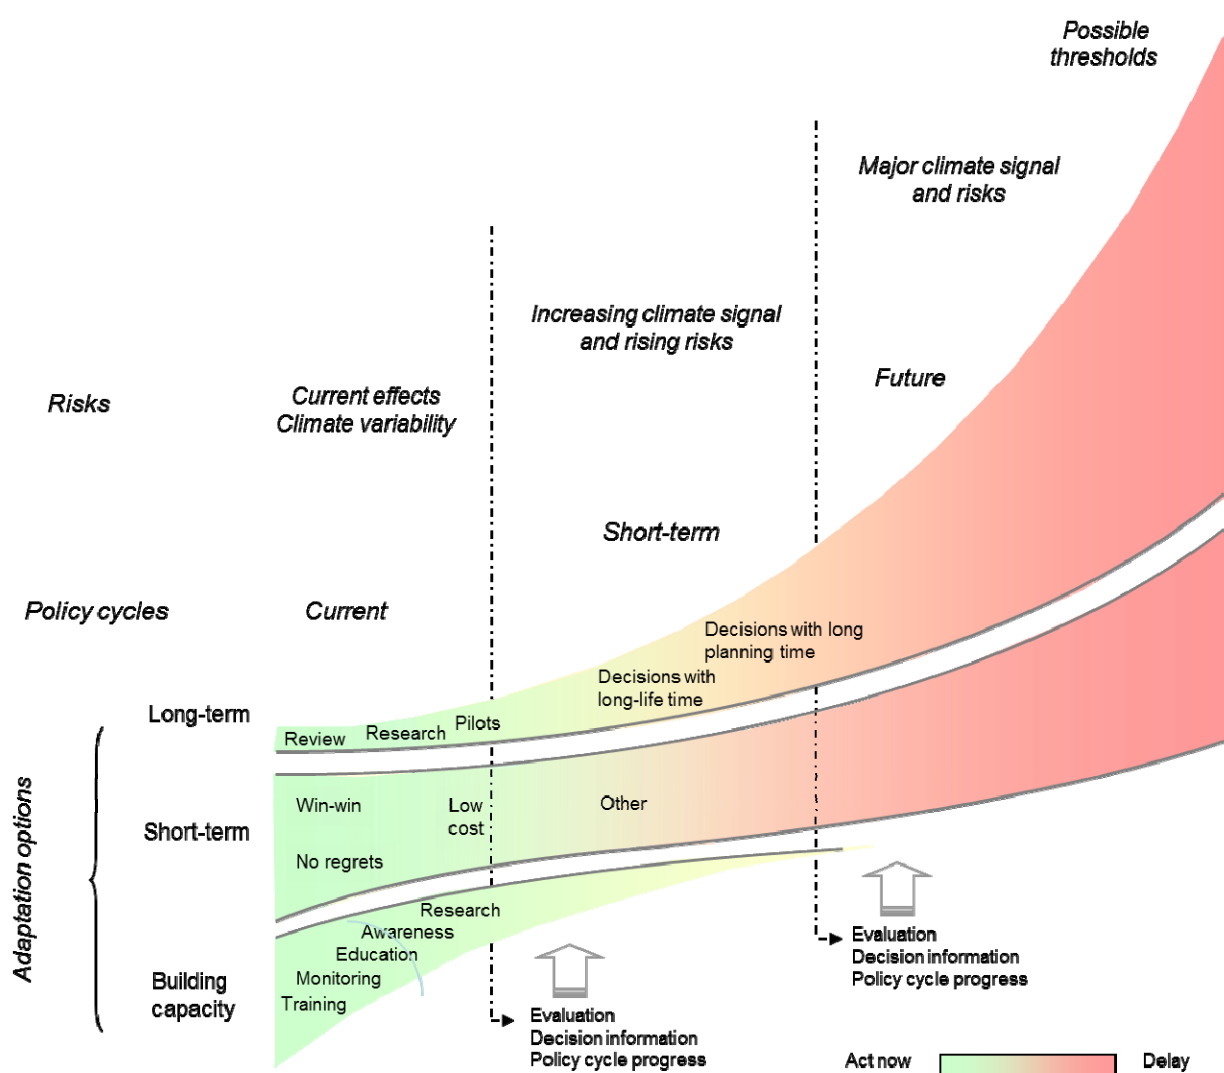 Possible
thresholds
Major climate signal
and risks
Increasing climate signal
and rising risks
Future
Risks
Current effects
Climate variability
Short-term
Policy cycles
Current
Decisions with long
planning time
Decisions with
long-life time
Long-term
Pilots
Research
Review
Adaptation options
Win-win
Low
cost
Other
Short-term
No regrets
Research
Awareness
Education
Monitoring
Training
Building
capacity
Evaluation
Decision information
Policy cycle progress
Evaluation
Decision information
Policy cycle progress
Act now
Delay